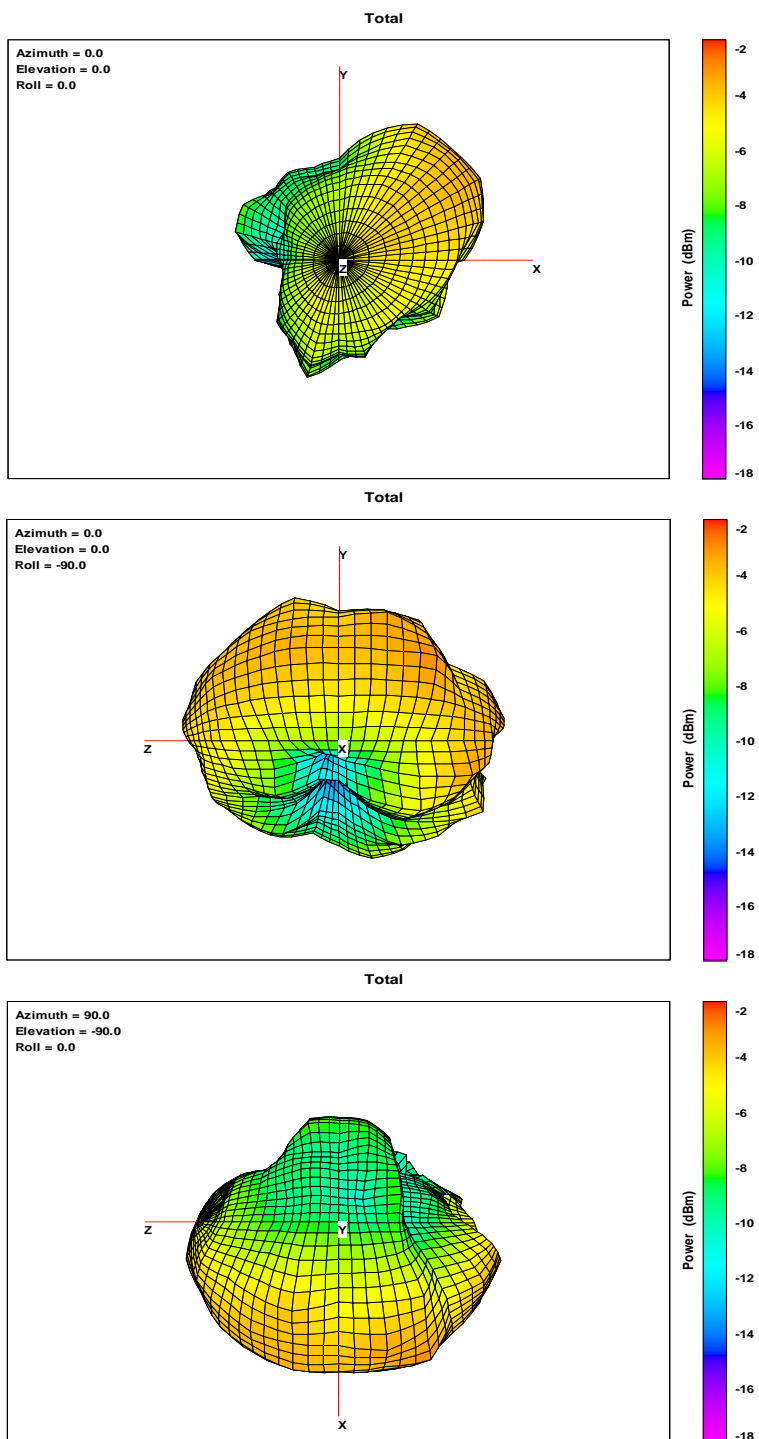 Total
Azimuth = 0.0
Elevation = 0.0
Roll = 0.0
Y
Z
X
-2
-4
-6
-8
-10
-12
-14
-16
-18
Power (dBm)
Total
Azimuth = 0.0
Elevation = 0.0
Roll = -90.0
Y
Z
X
-2
-4
-6
-8
-10
-12
-14
-16
-18
Power (dBm)
Total
Azimuth = 90.0
Elevation = -90.0
Roll = 0.0
Z
Y
X
-2
-4
-6
-8
-10
-12
-14
-16
-18
Power (dBm)